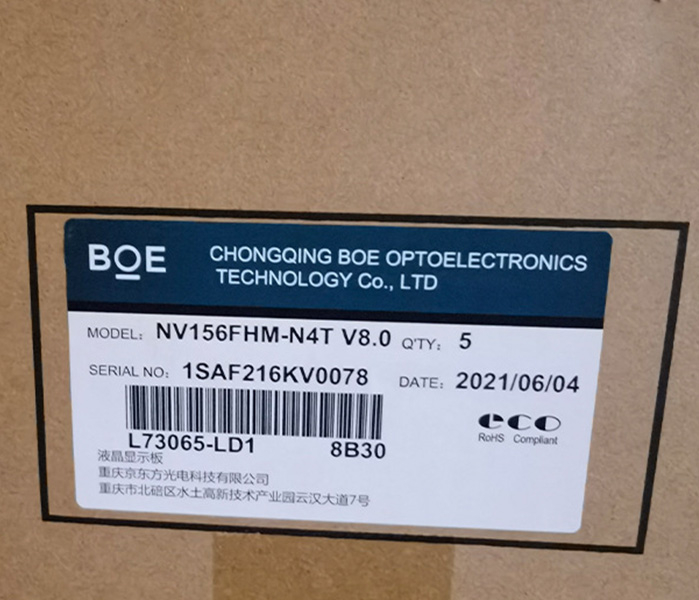 BOE
CHONGQING BOE OPTOELECTRONICS
TECHNOLOGY Co., LTD
MODEL: NV156FHM-N4T V8.0 Q'TY: 5
SERIAL NO: 1SAF216KV0078 DATE: 2021/06/04
eco
RoHS Compliant
L73065-LD1 8B30
液晶显示板
重庆京东方光电科技有限公司
重庆市北碚区水土高新技术产业园云汉大道7号